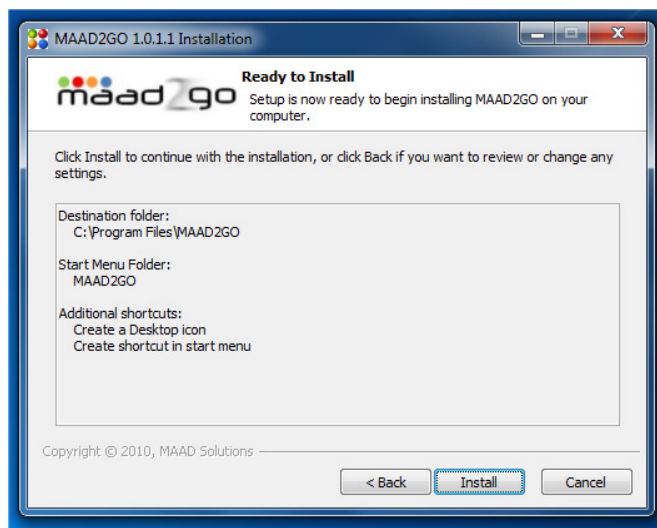 MAAD2GO 1.0.1.1 Installation
maad2go
Ready to Install
Setup is now ready to begin installing MAAD2GO on your
computer.
Click Install to continue with the installation, or click Back if you want to review or change any
settings.
Destination folder:
C:\Program Files\MAAD2GO
Start Menu Folder:
MAAD2GO
Additional shortcuts:
Create a Desktop icon
Create shortcut in start menu
Copyright © 2010, MAAD Solutions
< Back Install Cancel